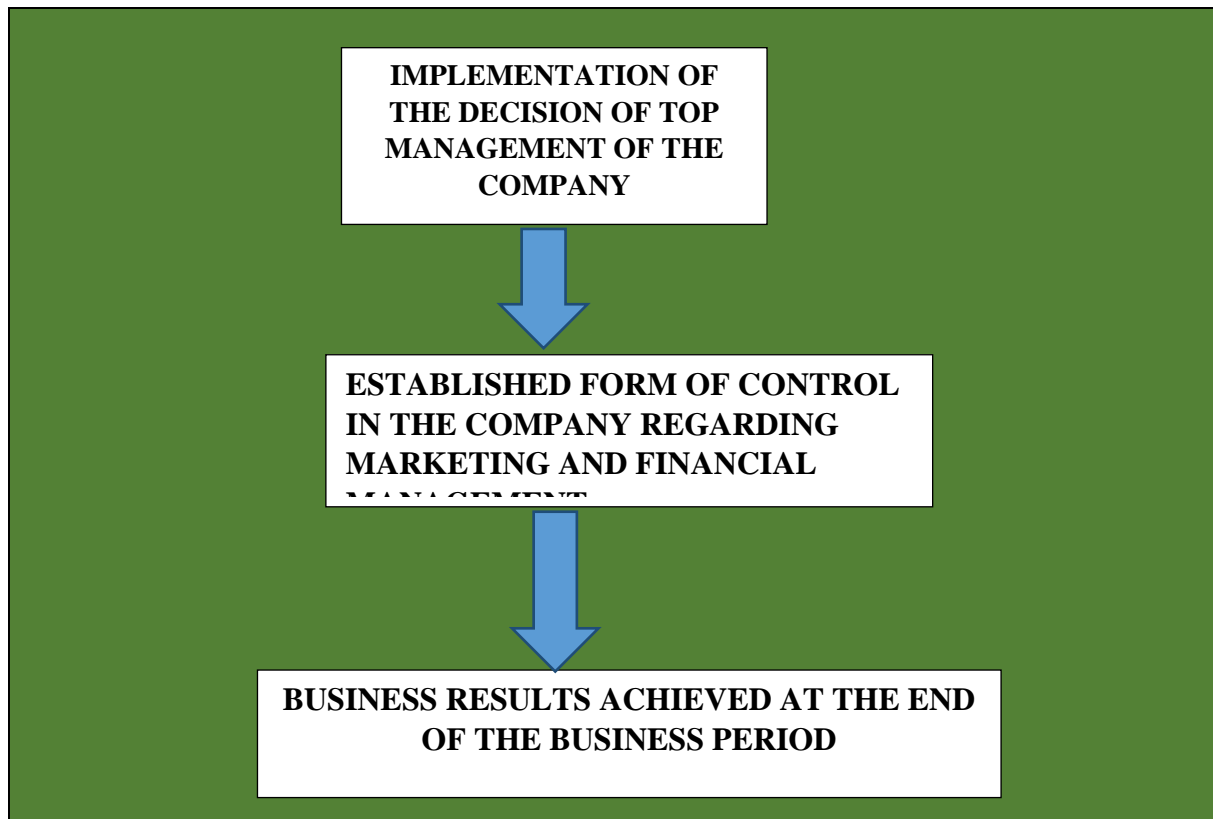 IMPLEMENTATION OF
THE DECISION OF TOP
MANAGEMENT OF THE
COMPANY
ESTABLISHED FORM OF CONTROL
IN THE COMPANY REGARDING
MARKETING AND FINANCIAL
MANAGEMENT
BUSINESS RESULTS ACHIEVED AT THE END
OF THE BUSINESS PERIOD